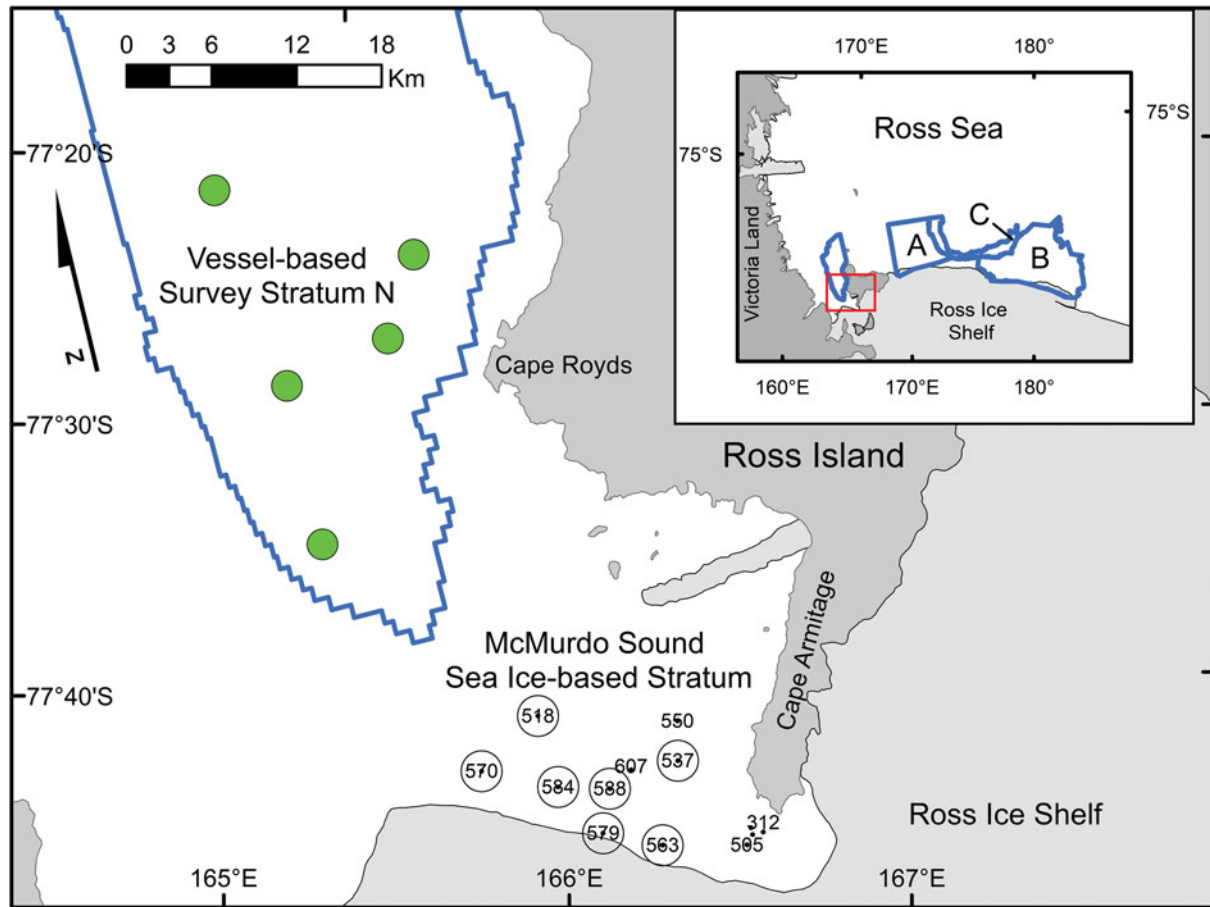 0 3 6 12 18
Km
170°E 180°
75°S
Ross Sea
75°S
Victoria Land
C
A
B
Ross Ice
Shelf
160°E 170°E 180°
77°20'S
Vessel-based
Survey Stratum N
N
Cape Royds
77°30'S
Ross Island
McMurdo Sound
Sea Ice-based Stratum
Cape Armitage
77°40'S
518
550
570
607
537
584
588
312
579
563
505
Ross Ice Shelf
165°E 166°E 167°E